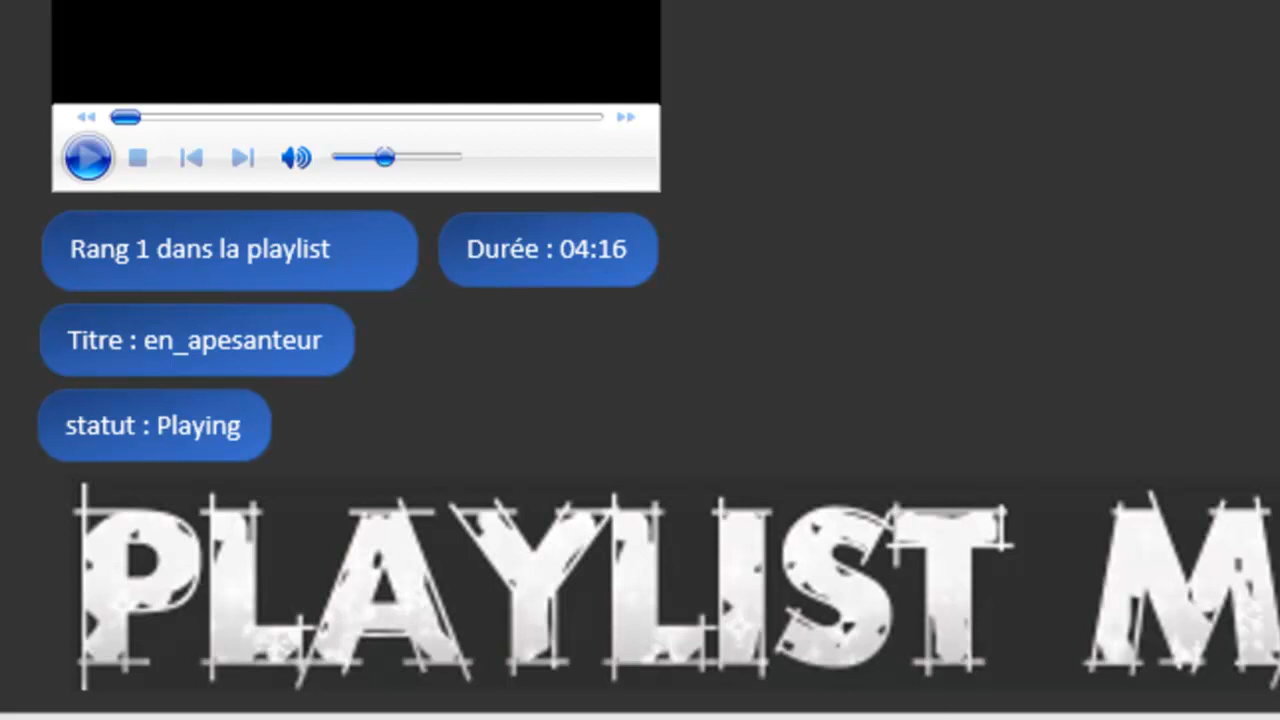 Rang 1 dans la playlist
Durée : 04:16
Titre : en_apesanteur
statut : Playing
PLAYLIST M